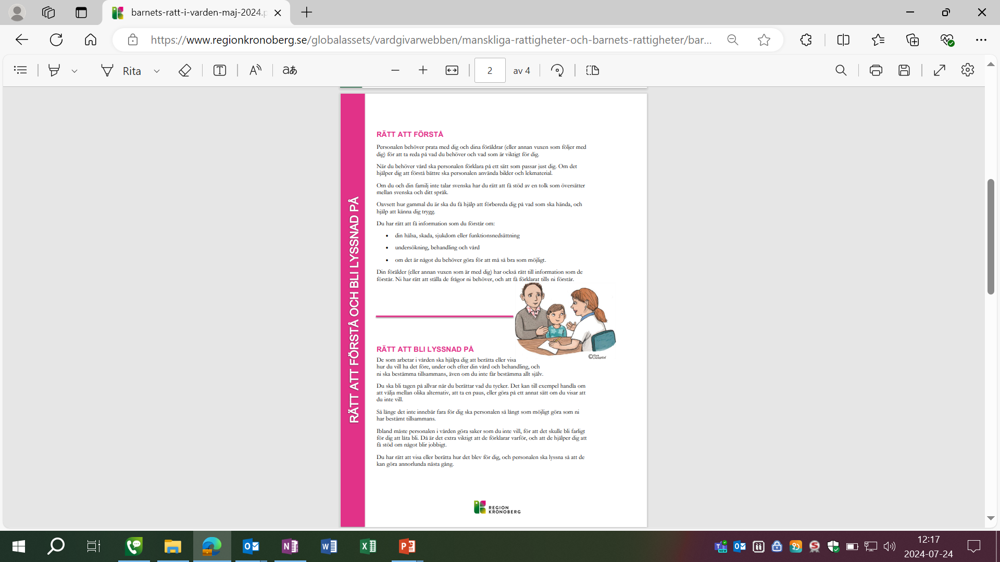 barnets-ratt-i-varden-maj-2024.p
https://www.regionkronoberg.se/globalassets/vardgivarwebben/manskliga-rattigheter-och-barnets-rattigheter/bar...
Rita
aあ
2
av 4
RÄTT ATT FÖRSTÅ OCH BLI LYSSNAD PÅ
RÄTT ATT FÖRSTÅ
Personalen behöver prata med dig och dina föräldrar (eller annan vuxen som följer med
dig) för att ta reda på vad du behöver och vad som är viktigt för dig.
När du behöver vård ska personalen förklara på ett sätt som passar just dig. Om det
hjälper dig att förstå bättre ska personalen använda bilder och lekmaterial.
Om du och din familj inte talar svenska har du rätt att få stöd av en tolk som översätter
mellan svenska och ditt språk.
Oavsett hur gammal du är ska du få hjälp att förbereda dig på vad som ska hända, och
hjälp att känna dig trygg.
Du har rätt att få information som du förstår om:
• din hälsa, skada, sjukdom eller funktionsnedsättning
• undersökning, behandling och vård
• om det är något du behöver göra för att må så bra som möjligt.
Din förälder (eller annan vuxen som är med dig) har också rätt till information som de
förstår. Ni har rätt att ställa de frågor ni behöver, och att få förklarat tills ni förstår.
©TINA
LINDGREN
RÄTT ATT BLI LYSSNAD PÅ
De som arbetar i vården ska hjälpa dig att berätta eller visa
hur du vill ha det före, under och efter din vård och behandling, och
ni ska bestämma tillsammans, även om du inte får bestämma allt själv.
Du ska bli tagen på allvar när du berättar vad du tycker. Det kan till exempel handla om
att välja mellan olika alternativ, att ta en paus, eller göra på ett annat sätt om du visar att
du inte vill.
Så länge det inte innebär fara för dig ska personalen så långt som möjligt göra som ni
har bestämt tillsammans.
Ibland måste personalen i vården göra saker som du inte vill, för att det skulle bli farligt
för dig att låta bli. Då är det extra viktigt att de förklarar varför, och att de hjälper dig att
få stöd om något blir jobbigt.
Du har rätt att visa eller berätta hur det blev för dig, och personalen ska lyssna så att de
kan göra annorlunda nästa gång.
REGION
KRONOBERG
12:17
2024-07-24